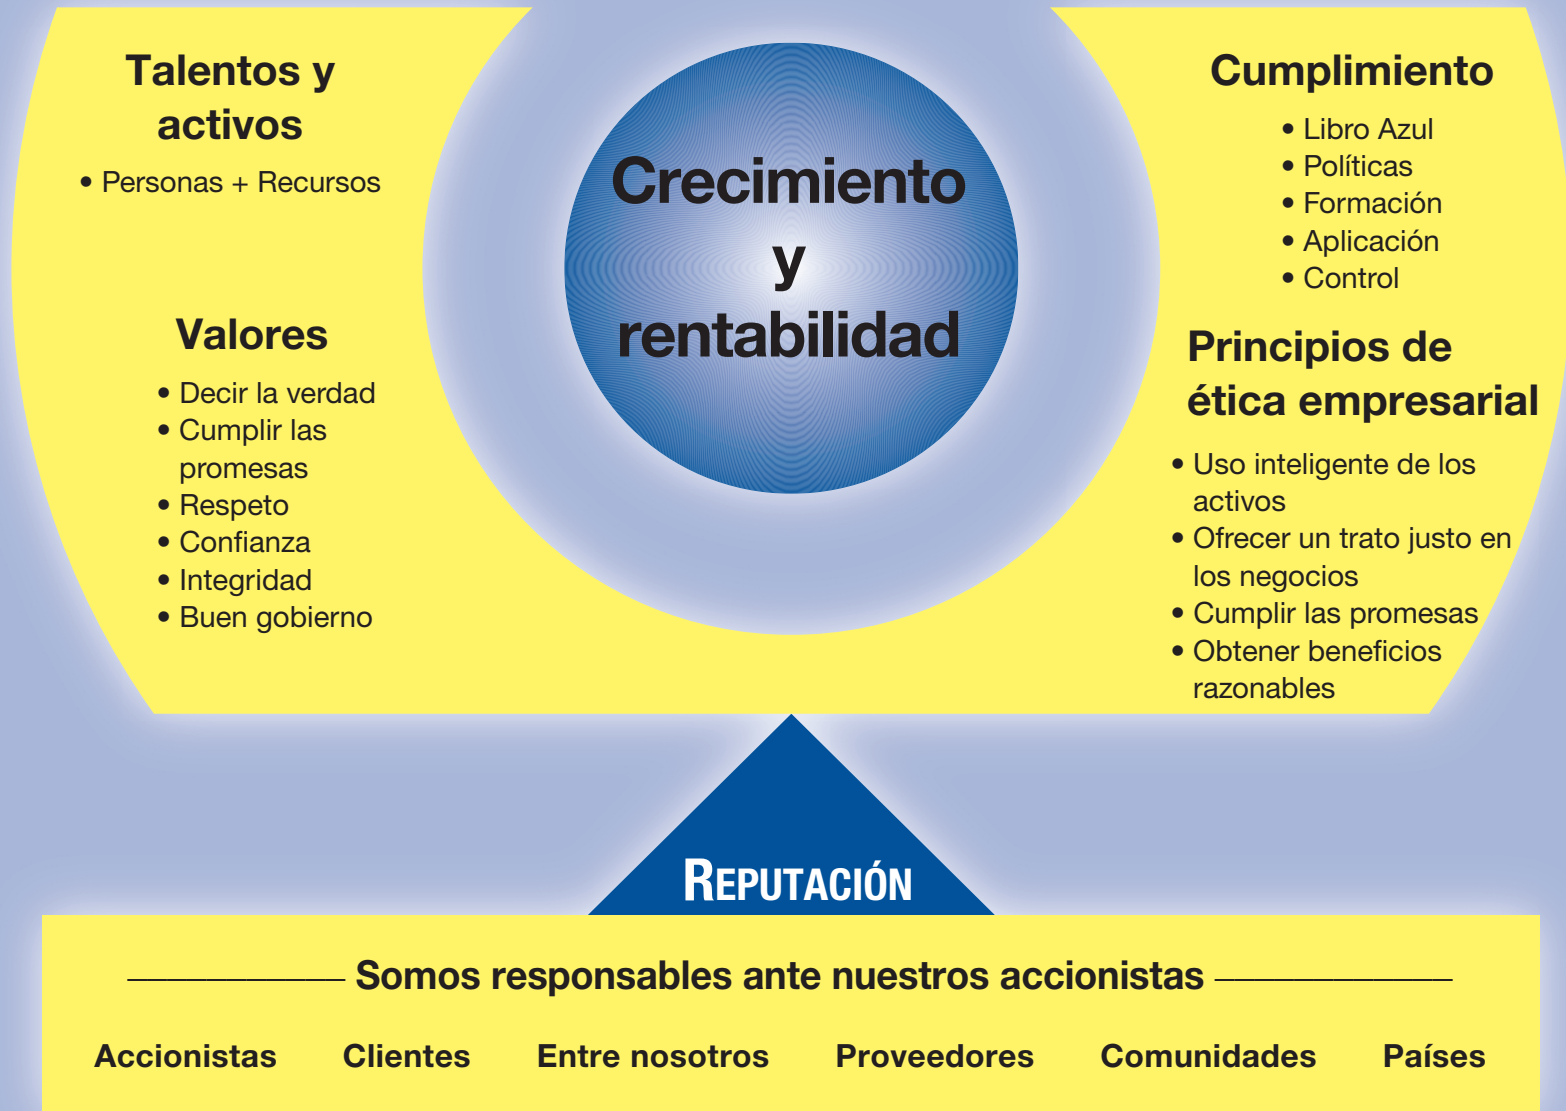 Talentos y
activos
• Personas + Recursos
Valores
• Decir la verdad
• Cumplir las
promesas
• Respeto
• Confianza
• Integridad
• Buen gobierno
Crecimiento
y
rentabilidad
Cumplimiento
• Libro Azul
• Políticas
• Formación
• Aplicación
• Control
Principios de
ética empresarial
• Uso inteligente de los
activos
• Ofrecer un trato justo en
los negocios
• Cumplir las promesas
• Obtener beneficios
razonables
REPUTACIÓN
Somos responsables ante nuestros accionistas
Accionistas Clientes Entre nosotros Proveedores Comunidades Países